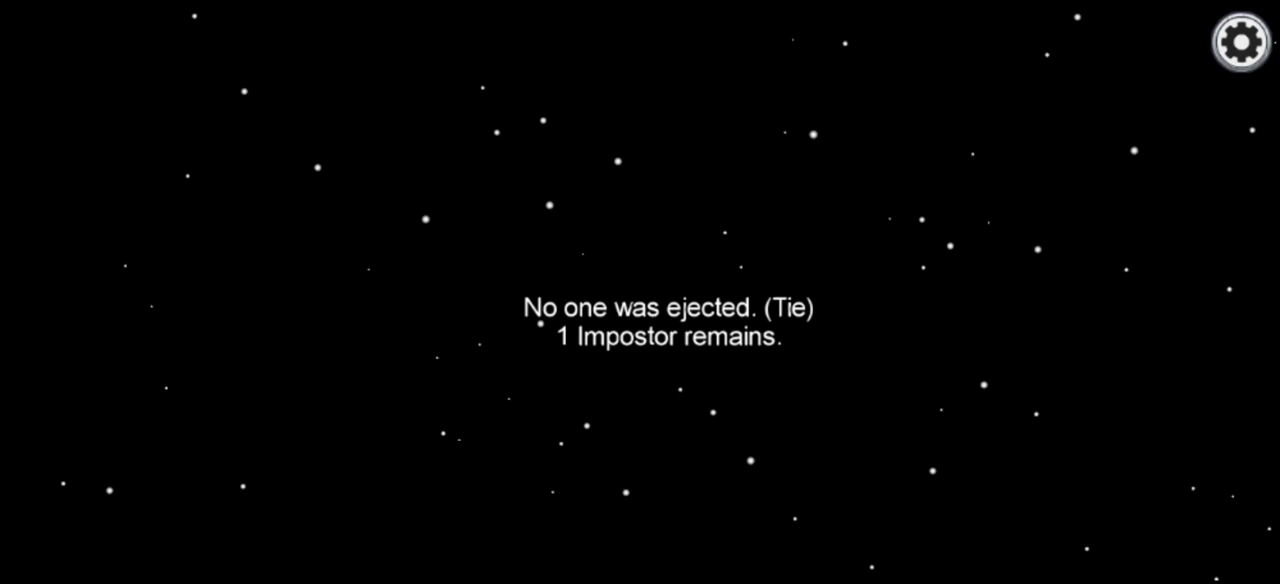 No one was ejected. (Tie)
1 Impostor remains.